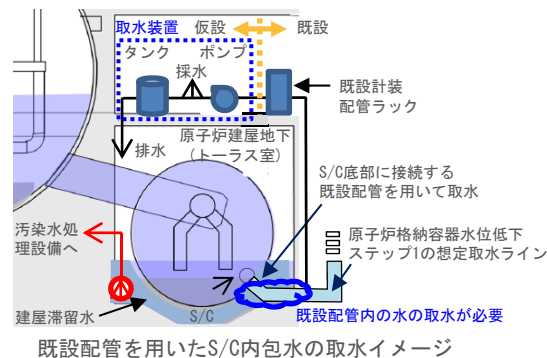 取水装置 仮設 既設
タンク ポンプ
採水
既設計装
配管ラック
排水
原子炉建屋地下
(トーラス室)
S/C底部に接続する
既設配管を用いて取水
汚染水処
理設備へ
原子炉格納容器水位低下
ステップ1の想定取水ライン
建屋滞留水
S/C
既設配管内の水の取水が必要
既設配管を用いたS/C内包水の取水イメージ